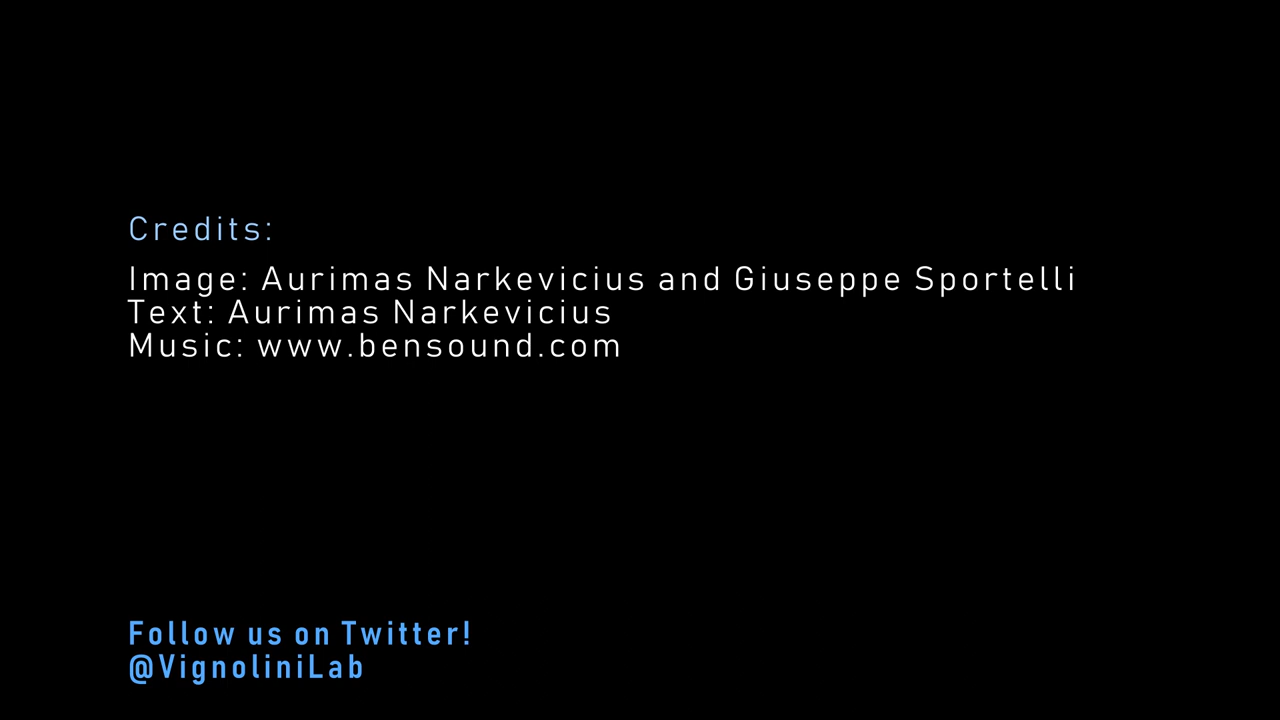 Credits:
Image: Aurimas Narkevicius and Giuseppe Sportelli
Text: Aurimas Narkevicius
Music: www.bensound.com
Follow us on Twitter!
@VignoliniLab